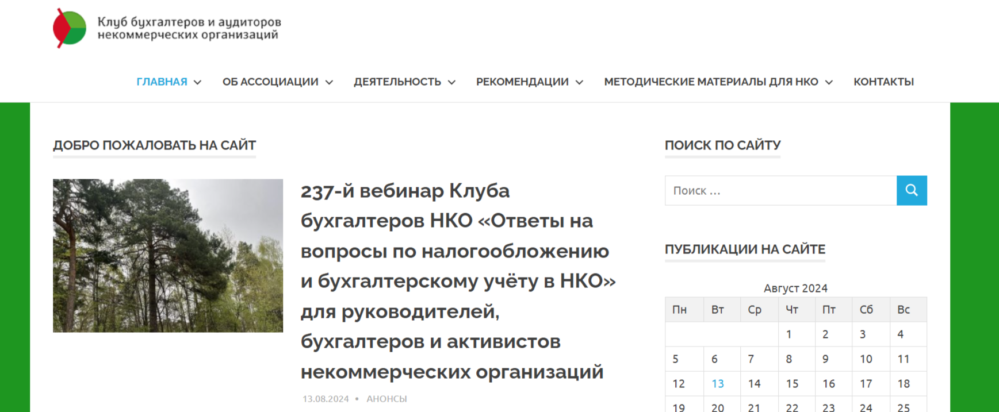 Клуб бухгалтеров и аудиторов
некоммерческих организаций
ГЛАВНАЯ ОБ АССОЦИАЦИИ ДЕЯТЕЛЬНОСТЬ РЕКОМЕНДАЦИИ МЕТОДИЧЕСКИЕ МАТЕРИАЛЫ ДЛЯ НКО КОНТАКТЫ
ДОБРО ПОЖАЛОВАТЬ НА САЙТ
237-й вебинар Клуба
бухгалтеров НКО «Ответы на
вопросы по налогообложению
и бухгалтерскому учёту в НКО»
для руководителей,
бухгалтеров и активистов
некоммерческих организаций
13.08.2024 • АНОНСЫ
ПОИСК ПО САЙТУ
Поиск …
ПУБЛИКАЦИИ НА САЙТЕ
Август 2024
Пн Вт Ср Чт Пт Сб Вс
1 2 3 4
5 6 7 8 9 10 11
12 13 14 15 16 17 18
19 20 21 22 23 24 25